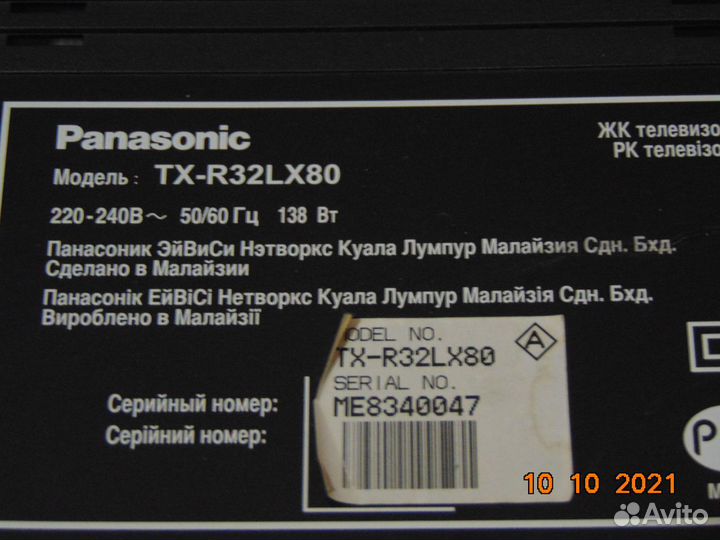 Panasonic
ЖК телевизо
РК телевізо
Модель : TX-R32LX80
220-240В ~ 50/60 Гц 138 Вт
Панасоник ЭйВиСи Нэтворкс Куала Лумпур Малайзия Сдн. Бхд.
Сделано в Малайзии
Панасонік ЕйВіСі Нетворкс Куала Лумпур Малайзія Сдн. Бхд.
Вироблено в Малайзії
MODEL NO.
TX-R32LX80
A
SERIAL NO.
ME8340047
Серийный номер:
Серійний номер:
P
М
10 10 2021
Avito